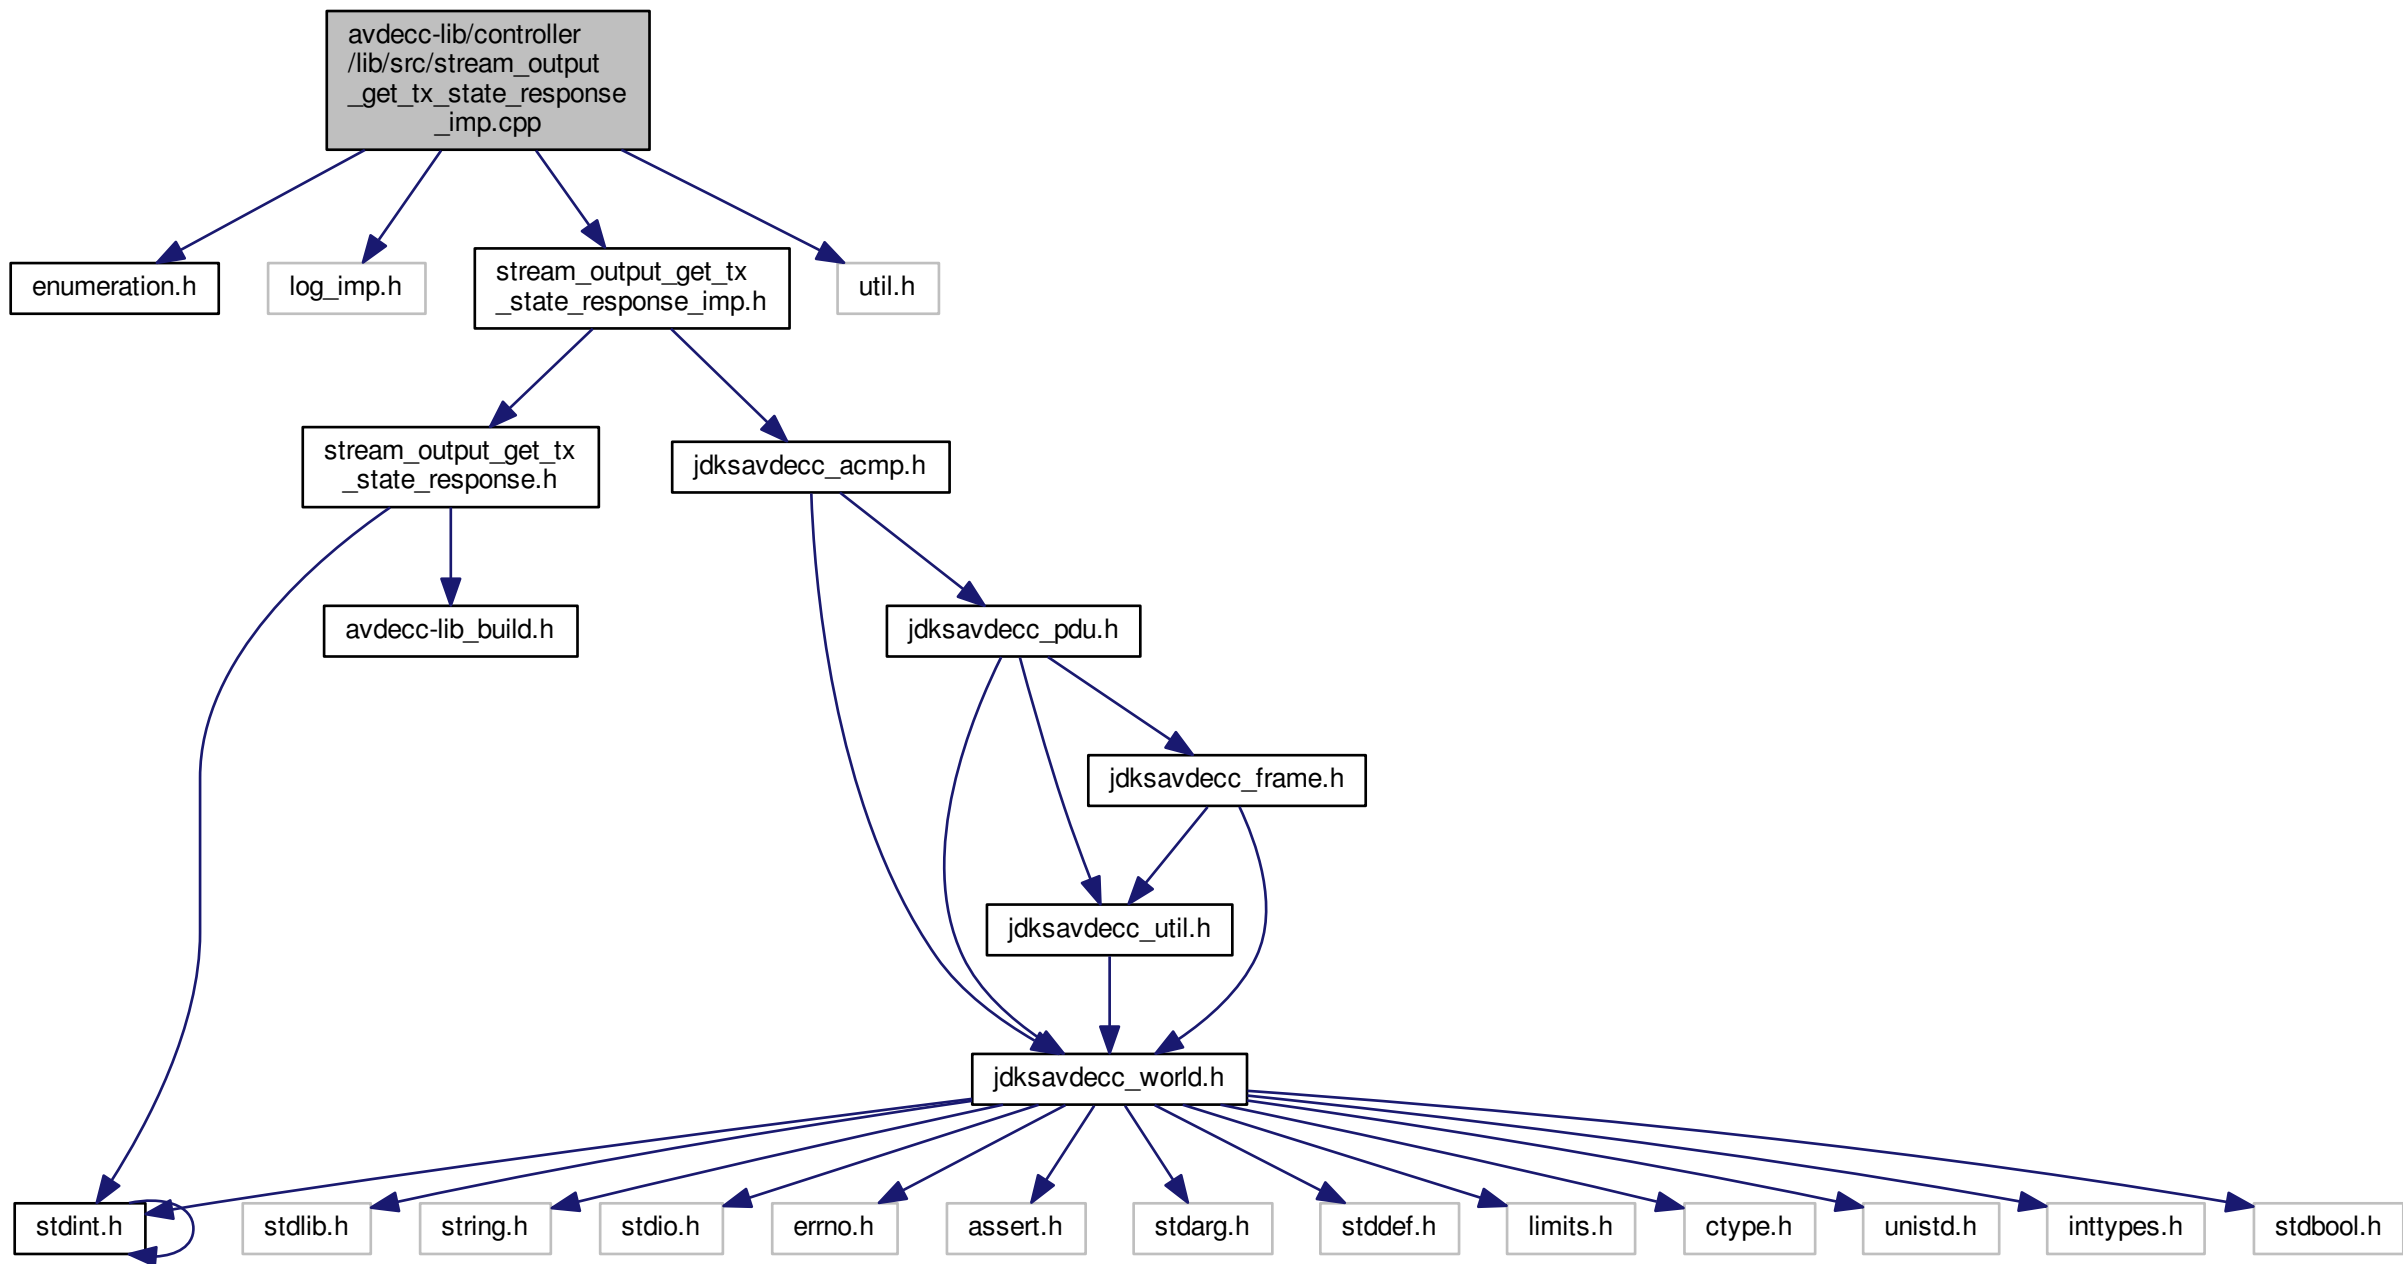 avdecc-lib/controller
/lib/src/stream_output
_get_tx_state_response
_imp.cpp
enumeration.h
log_imp.h
stream_output_get_tx
_state_response_imp.h
util.h
stream_output_get_tx
_state_response.h
jdksavdecc_acmp.h
avdecc-lib_build.h
jdksavdecc_pdu.h
jdksavdecc_frame.h
jdksavdecc_util.h
jdksavdecc_world.h
stdint.h
stdlib.h
string.h
stdio.h
errno.h
assert.h
stdarg.h
stddef.h
limits.h
ctype.h
unistd.h
inttypes.h
stdbool.h